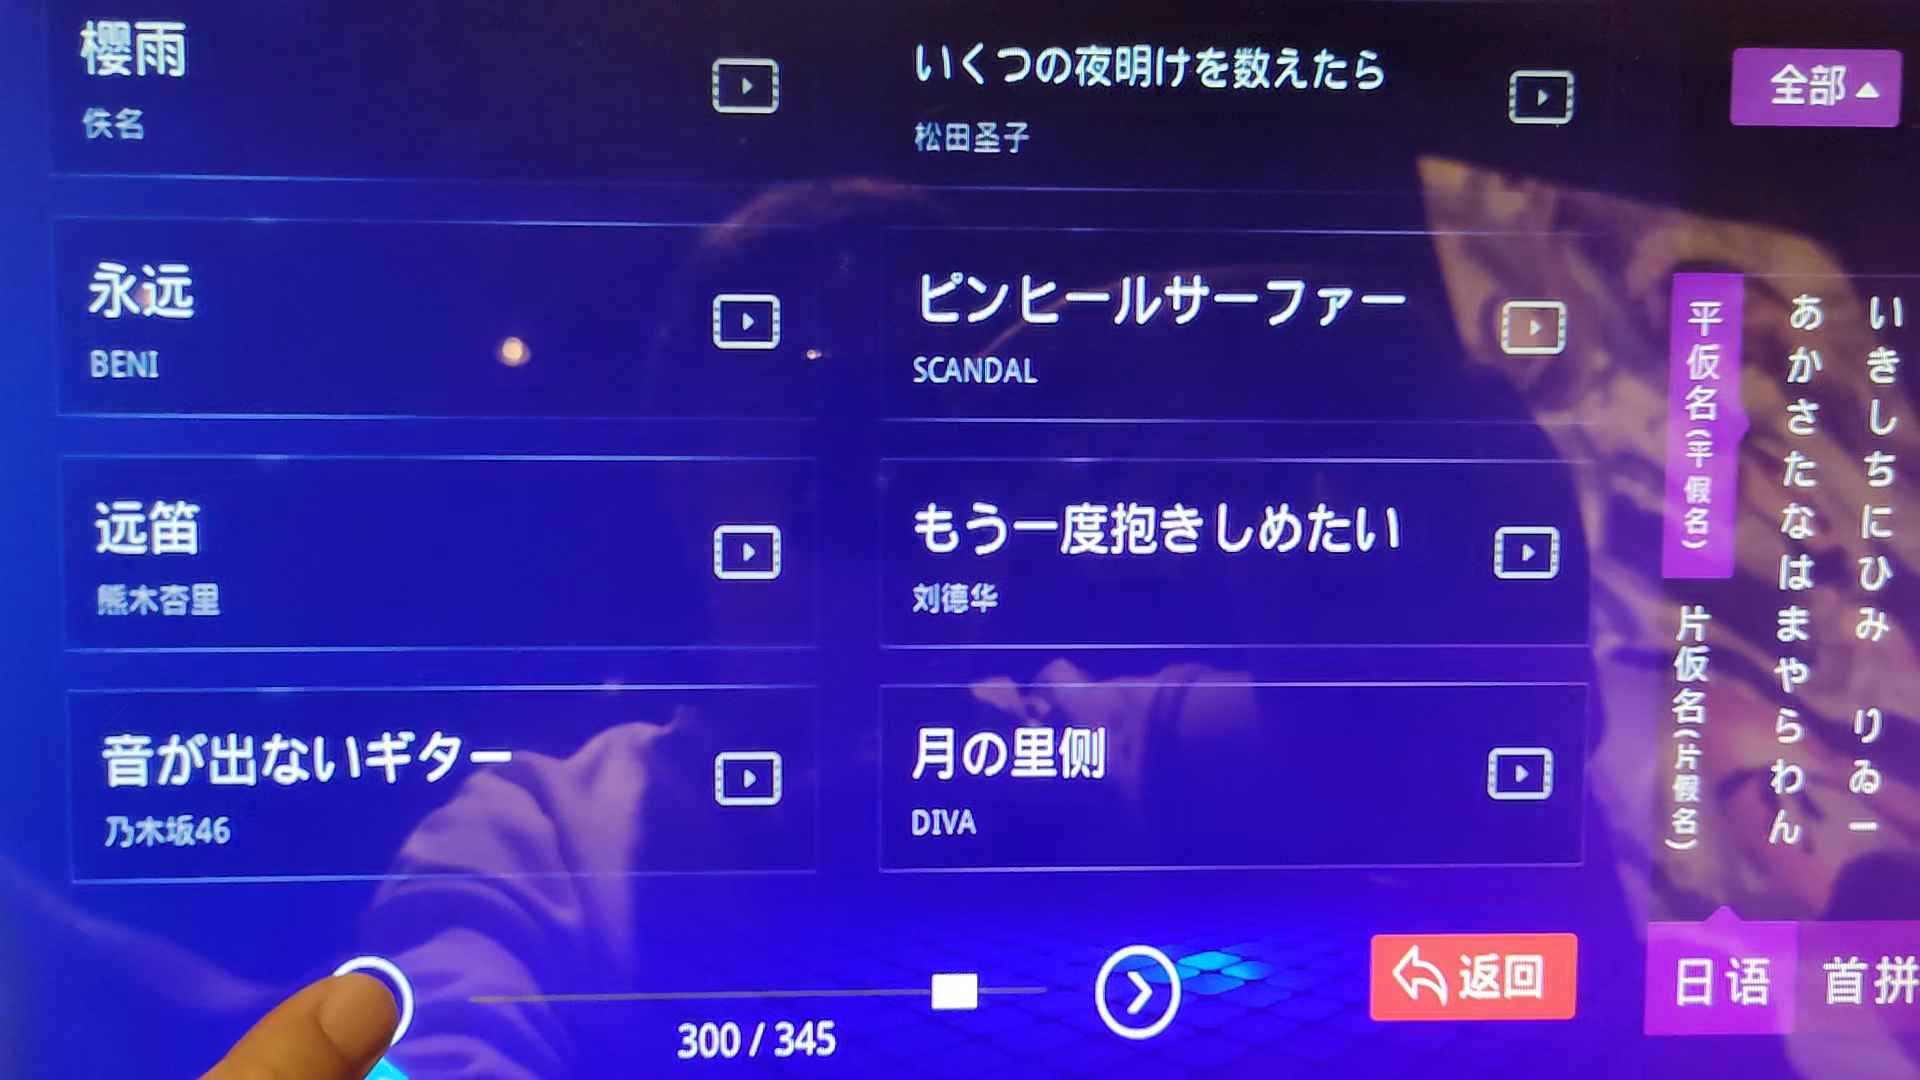 櫻雨
佚名
いくつの夜明けを数えたら
松田圣子
全部
永远
BENI
ピンヒールサーファー
SCANDAL
远笛
熊木杏里
もう一度抱きしめたい
刘德华
音が出ないギター
乃木坂46
月の里侧
DIVA
平仮名(平假名)
片仮名(片假名)
あかさたなはまやらわん
いきしちにひみ りゐー
300 / 345
返回
日语
首拼